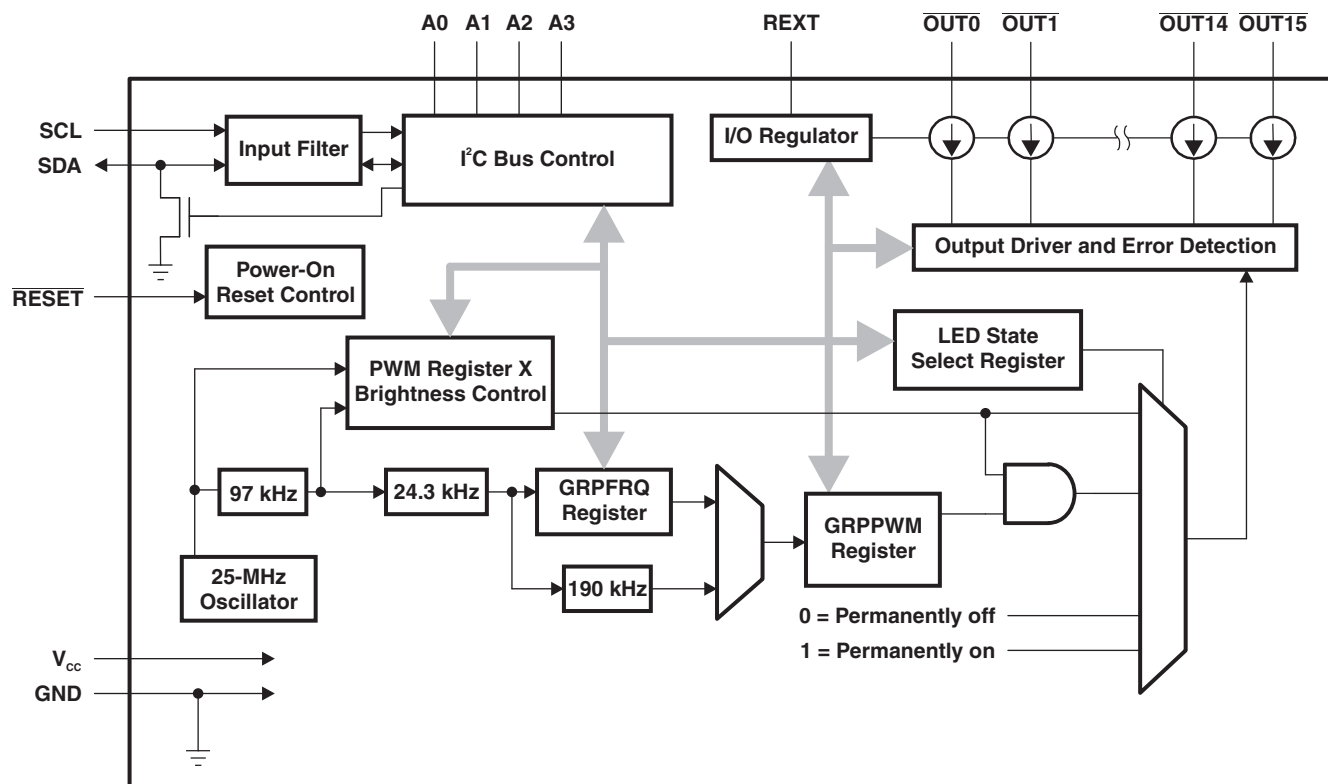 A0 A1 A2 A3 REXT OUT0 OUT1 OUT14 OUT15
SCL
SDA
Input Filter
I²C Bus Control
I/O Regulator
Output Driver and Error Detection
RESET
Power-On
Reset Control
PWM Register X
Brightness Control
LED State
Select Register
97 kHz
24.3 kHz
GRPFRQ
Register
190 kHz
GRPPWM
Register
25-MHz
Oscillator
0 = Permanently off
1 = Permanently on
VCC
GND